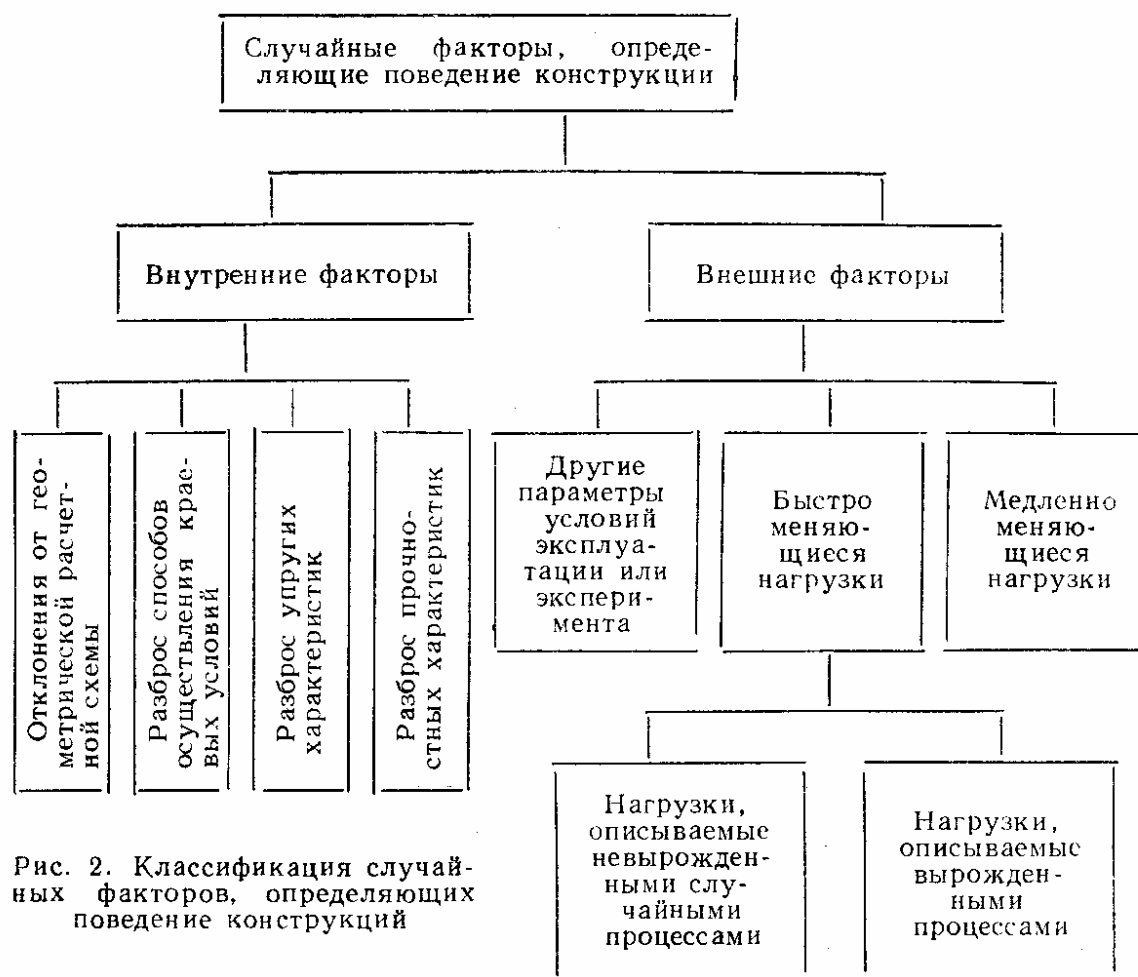 Случайные факторы, опреде-
ляющие поведение конструкции
Внутренние факторы
Внешние факторы
Отклонения от гео-
метрической расчет-
ной схемы
Разброс способов
осуществления крае-
вых условий
Разброс упругих
характеристик
Разброс прочно-
стных характеристик
Другие
параметры
условий
эксплуа-
тации или
экспери-
мента
Быстро
меняю-
щиеся
нагрузки
Медленно
меняю-
щиеся
нагрузки
Нагрузки,
описываемые
невырожден-
ными слу-
чайными
процессами
Нагрузки,
описываемые
вырожден-
ными
процессами
Рис. 2. Классификация случай-
ных факторов, определяющих
поведение конструкций